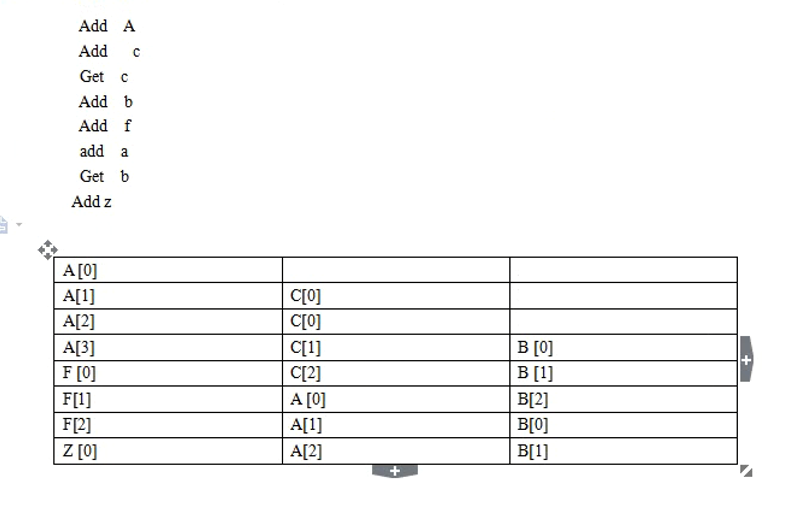 Add A
Add c
Get c
Add b
Add f
add a
Get b
Add z
A [0]
A[1] C[0]
A[2] C[0]
A[3] C[1] B [0]
F [0] C[2] B [1]
F[1] A [0] B[2]
F[2] A[1] B[0]
Z [0] A[2] B[1]